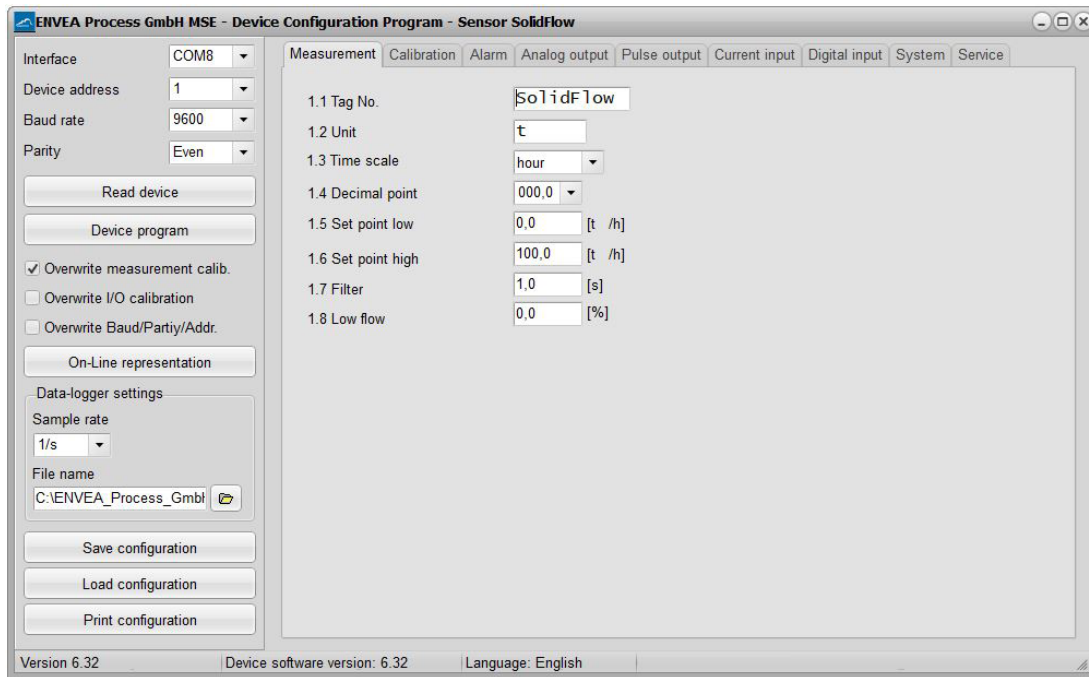 ENVEA Process GmbH MSE - Device Configuration Program - Sensor SolidFlow
Interface COM8
Device address 1
Baud rate 9600
Parity Even
Read device
Device program
Overwrite measurement calib.
Overwrite I/O calibration
Overwrite Baud/Partiy/Addr.
On-Line representation
Data-logger settings
Sample rate
1/s
File name
C:\ENVEA_Process_Gmbh
Save configuration
Load configuration
Print configuration
Measurement Calibration Alarm Analog output Pulse output Current input Digital input System Service
1.1 Tag No. SolidFlow
1.2 Unit t
1.3 Time scale hour
1.4 Decimal point 000,0
1.5 Set point low 0,0 [t /h]
1.6 Set point high 100,0 [t /h]
1.7 Filter 1,0 [s]
1.8 Low flow 0,0 [%]
Version 6.32 Device software version: 6.32 Language: English